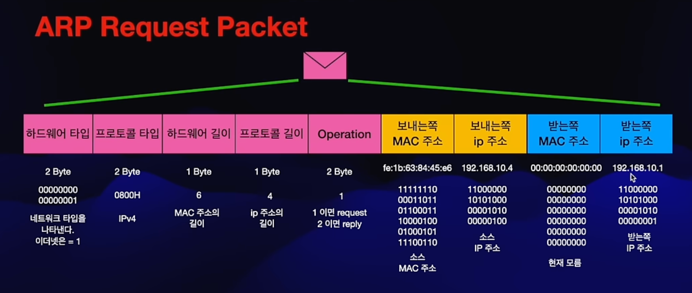 ARP Request Packet
하드웨어 타입
프로토콜 타입
하드웨어 길이
프로토콜 길이
Operation
보내는쪽
MAC 주소
보내는쪽
ip 주소
받는쪽
MAC 주소
받는쪽
ip 주소
2 Byte
2 Byte
1 Byte
1 Byte
2 Byte
fe:1b:63:84:45:e6
192.168.10.4
00:00:00:00:00:00
192.168.10.1
00000000
00000001
네트워크 타입을
나타낸다.
이더넷은 = 1
0800H
IPv4
6
MAC 주소의
길이
4
ip 주소의
길이
1
1 이면 request
2 이면 reply
11111110
00011011
01100011
10000100
01000101
11100110
소스
MAC 주소
11000000
10101000
00001010
00000100
소스
IP 주소
00000000
00000000
00000000
00000000
00000000
00000000
현재 모름
11000000
10101000
00001010
00000001
받는쪽
IP 주소